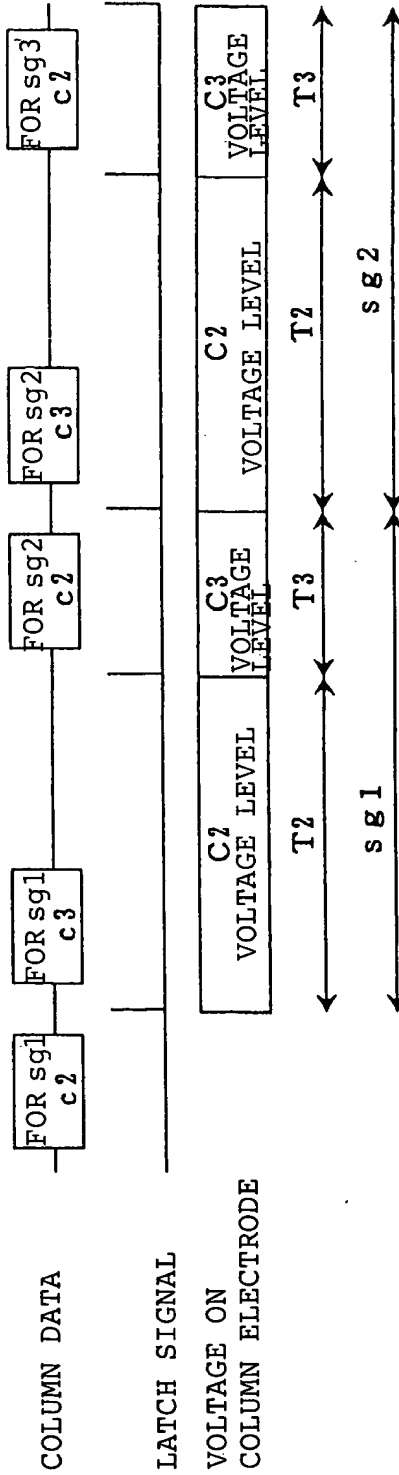 COLUMN DATA
FOR sg1
c2
FOR sg1
c3
FOR sg2
c2
FOR sg2
c3
FOR sg3'
c2
LATCH SIGNAL
VOLTAGE ON
COLUMN ELECTRODE
C2
VOLTAGE LEVEL
C3
VOLTAGE
LEVEL
C2
VOLTAGE LEVEL
C3
VOLTAGE
LEVEL
T2
T3
T2
T3
sg1
sg2